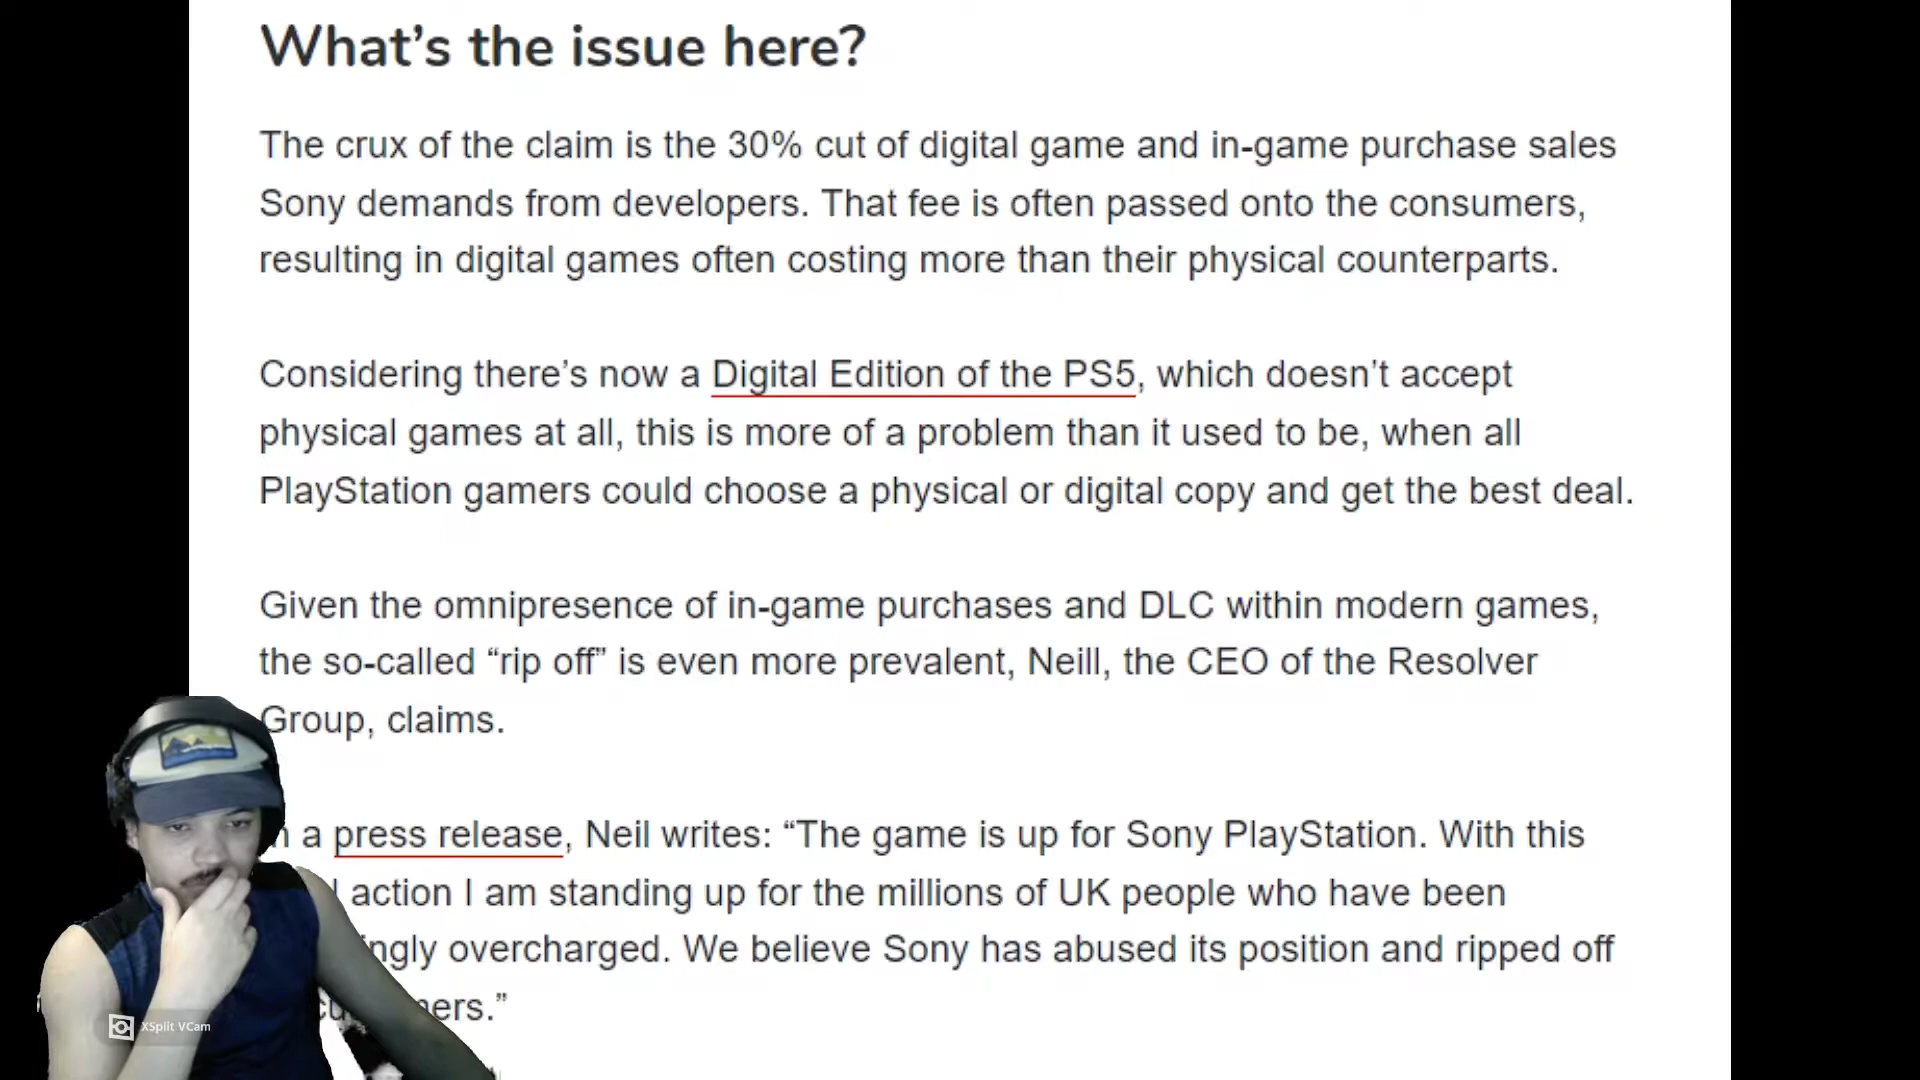 What’s the issue here?
The crux of the claim is the 30% cut of digital game and in-game purchase sales
Sony demands from developers. That fee is often passed onto the consumers,
resulting in digital games often costing more than their physical counterparts.
Considering there’s now a Digital Edition of the PS5, which doesn’t accept
physical games at all, this is more of a problem than it used to be, when all
PlayStation gamers could choose a physical or digital copy and get the best deal.
Given the omnipresence of in-game purchases and DLC within modern games,
the so-called “rip off” is even more prevalent, Neill, the CEO of the Resolver
Group, claims.
a press release, Neil writes: “The game is up for Sony PlayStation. With this
action I am standing up for the millions of UK people who have been
overcharged. We believe Sony has abused its position and ripped off
XSplit VCam